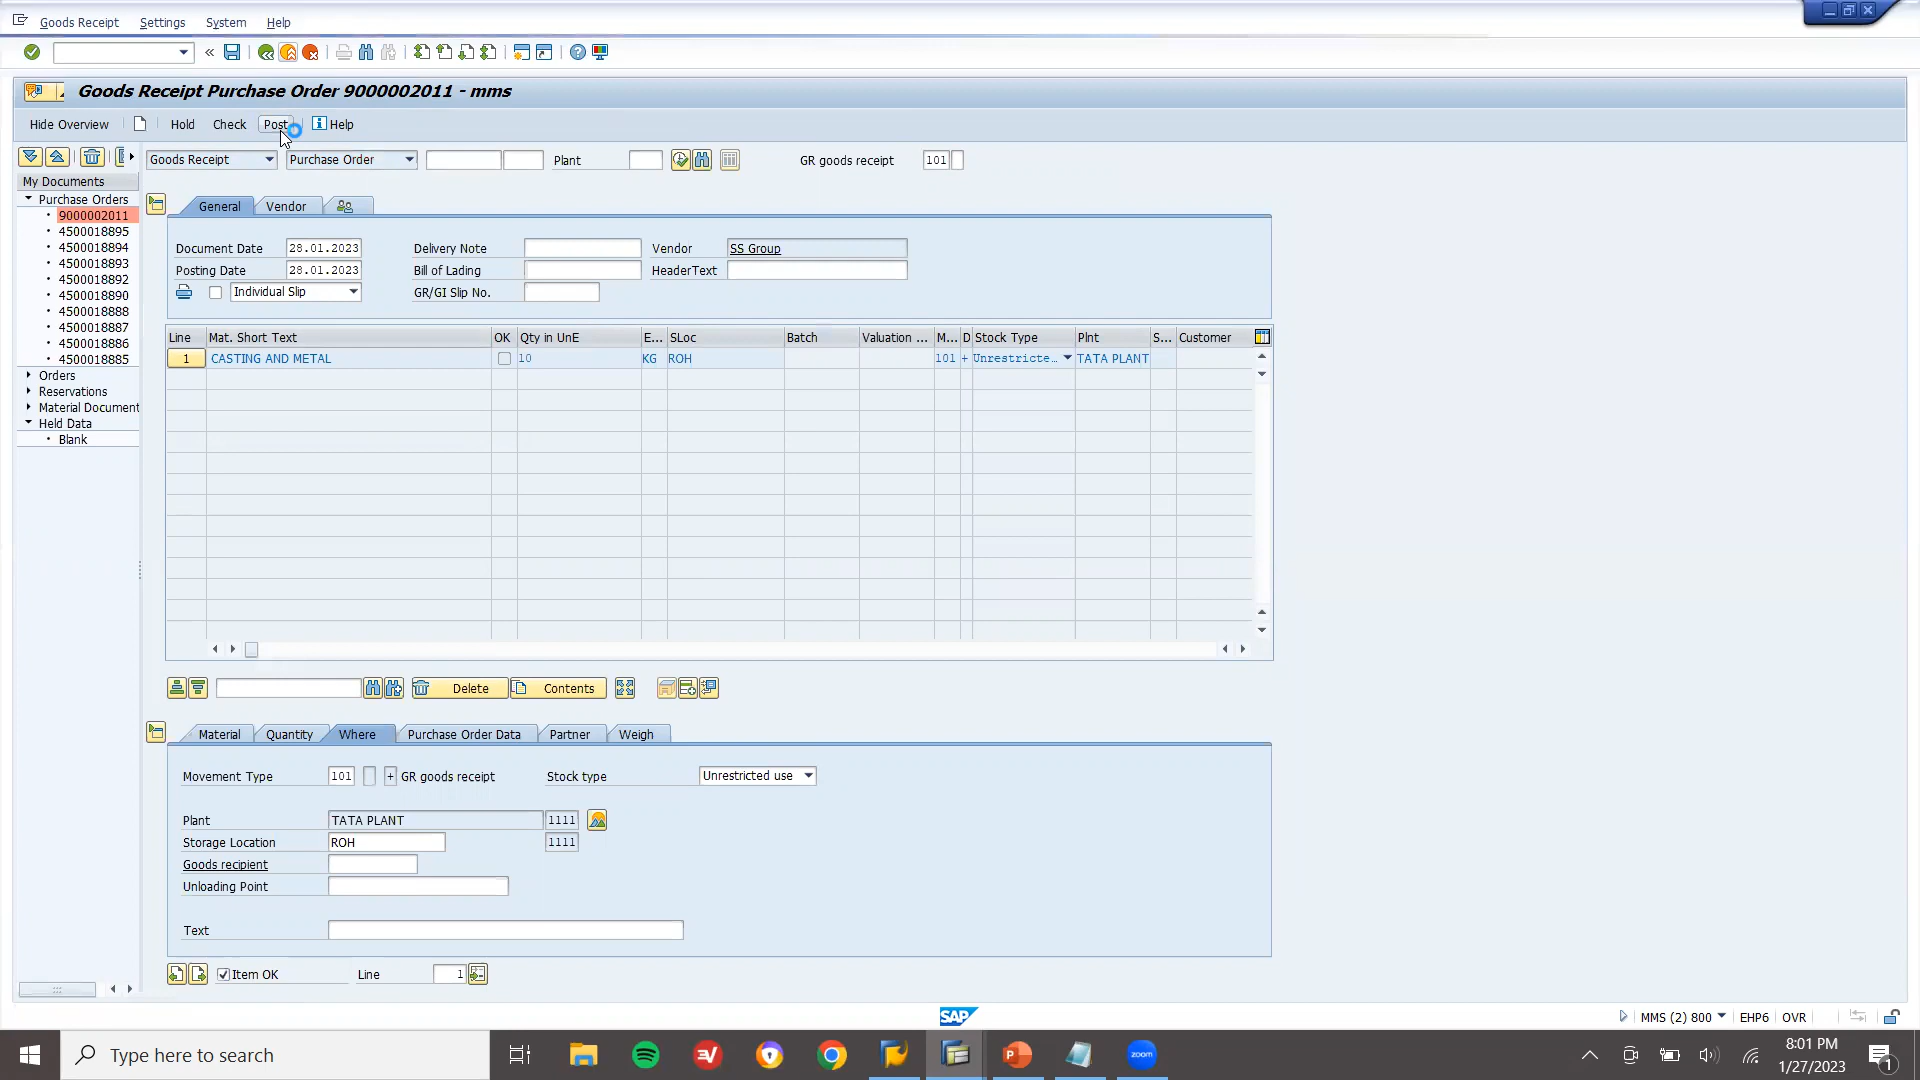 Goods Receipt Settings System Help
Goods Receipt Purchase Order 9000002011 - mms
Hide Overview Hold Check Post Help
Goods Receipt Purchase Order Plant GR goods receipt 101
My Documents
Purchase Orders
9000002011
4500018895
4500018894
4500018893
4500018892
4500018890
4500018888
4500018887
4500018886
4500018885
Orders
Reservations
Material Document
Held Data
Blank
General Vendor
Document Date 28.01.2023 Delivery Note Vendor SS Group
Posting Date 28.01.2023 Bill of Lading HeaderText
Individual Slip GR/GI Slip No.
Line Mat. Short Text OK Qty in UnE E... SLoc Batch Valuation ... M... D Stock Type Plnt S... Customer
1 CASTING AND METAL 10 KG ROH 101 + Unrestricte... TATA PLANT
Delete Contents
Material Quantity Where Purchase Order Data Partner Weigh
Movement Type 101 + GR goods receipt Stock type Unrestricted use
Plant TATA PLANT 1111
Storage Location ROH 1111
Goods recipient
Unloading Point
Text
Item OK Line 1
SAP MMS (2) 800 EHP6 OVR
Type here to search
EV
zoom
8:01 PM
1/27/2023
1